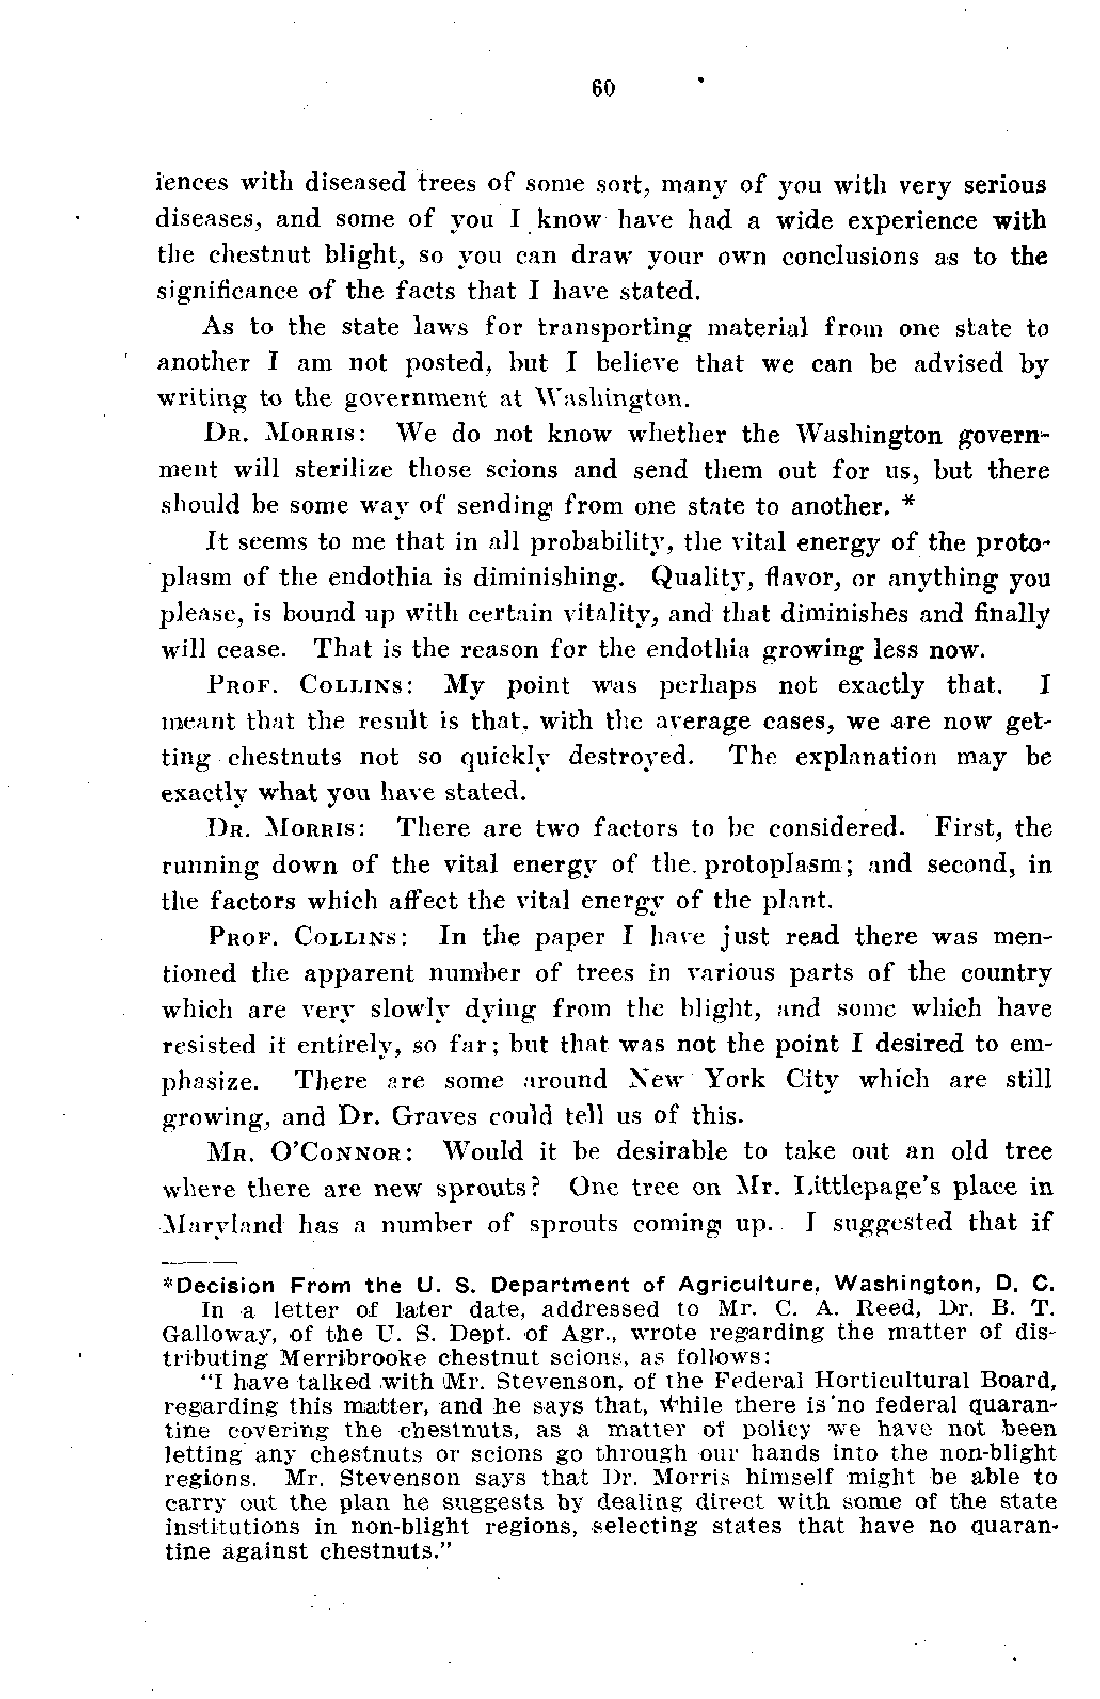 60
iences with diseased trees of some sort, many of you with very serious
diseases, and some of you I know have had a wide experience with
the chestnut blight, so you can draw your own conclusions as to the
significance of the facts that I have stated.
As to the state laws for transporting material from one state to
another I am not posted, but I believe that we can be advised by
writing to the government at Washington.
DR. MORRIS: We do not know whether the Washington govern-
ment will sterilize those scions and send them out for us, but there
should be some way of sending from one state to another. *
It seems to me that in all probability, the vital energy of the proto-
plasm of the endothia is diminishing. Quality, flavor, or anything you
please, is bound up with certain vitality, and that diminishes and finally
will cease. That is the reason for the endothia growing less now.
PROF. COLLINS: My point was perhaps not exactly that. I
meant that the result is that, with the average cases, we are now get-
ting chestnuts not so quickly destroyed. The explanation may be
exactly what you have stated.
DR. MORRIS: There are two factors to be considered. First, the
running down of the vital energy of the protoplasm; and second, in
the factors which affect the vital energy of the plant.
PROF. COLLINS: In the paper I have just read there was men-
tioned the apparent number of trees in various parts of the country
which are very slowly dying from the blight, and some which have
resisted it entirely, so far; but that was not the point I desired to em-
phasize. There are some around New York City which are still
growing, and Dr. Graves could tell us of this.
MR. O'CONNOR: Would it be desirable to take out an old tree
where there are new sprouts? One tree on Mr. Littlepage's place in
Maryland has a number of sprouts coming up. I suggested that if
*Decision From the U. S. Department of Agriculture, Washington, D. C.
In a letter of later date, addressed to Mr. C. A. Reed, Dr. B. T.
Galloway, of the U. S. Dept. of Agr., wrote regarding the matter of dis-
tributing Merribrooke chestnut scions, as follows:
"I have talked with Mr. Stevenson, of the Federal Horticultural Board,
regarding this matter, and he says that, while there is no federal quaran-
tine covering the chestnuts, as a matter of policy we have not been
letting any chestnuts or scions go through our hands into the non-blight
regions. Mr. Stevenson says that Dr. Morris himself might be able to
carry out the plan he suggests by dealing direct with some of the state
institutions in non-blight regions, selecting states that have no quaran-
tine against chestnuts."